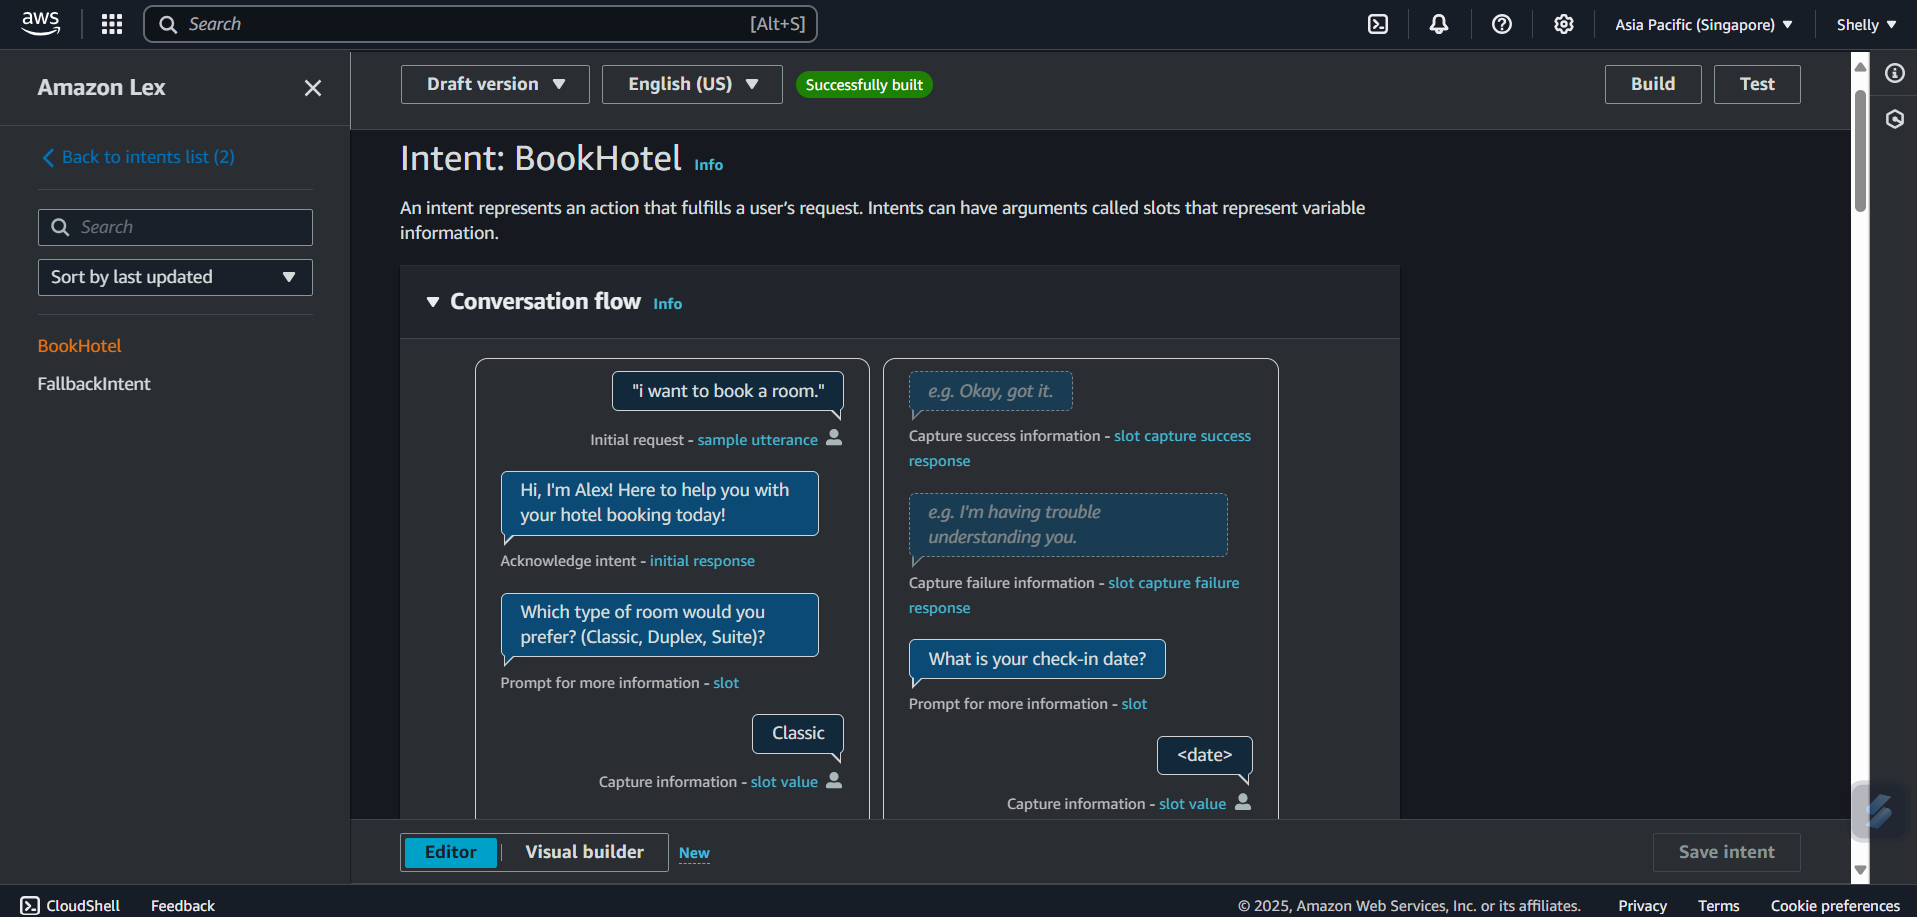 aws
Search
[Alt+S]
Asia Pacific (Singapore)
Shelly
Amazon Lex
Back to intents list (2)
Search
Sort by last updated
BookHotel
FallbackIntent
Draft version
English (US)
Successfully built
Build
Test
Intent: BookHotel Info
An intent represents an action that fulfills a user's request. Intents can have arguments called slots that represent variable
information.
Conversation flow Info
"i want to book a room."
Initial request - sample utterance
Hi, I'm Alex! Here to help you with
your hotel booking today!
Acknowledge intent - initial response
Which type of room would you
prefer? (Classic, Duplex, Suite)?
Prompt for more information - slot
Classic
Capture information - slot value
e.g. Okay, got it.
Capture success information - slot capture success
response
e.g. I'm having trouble
understanding you.
Capture failure information - slot capture failure
response
What is your check-in date?
Prompt for more information - slot
<date>
Capture information - slot value
Editor
Visual builder
New
Save intent
CloudShell
Feedback
© 2025, Amazon Web Services, Inc. or its affiliates.
Privacy
Terms
Cookie preferences